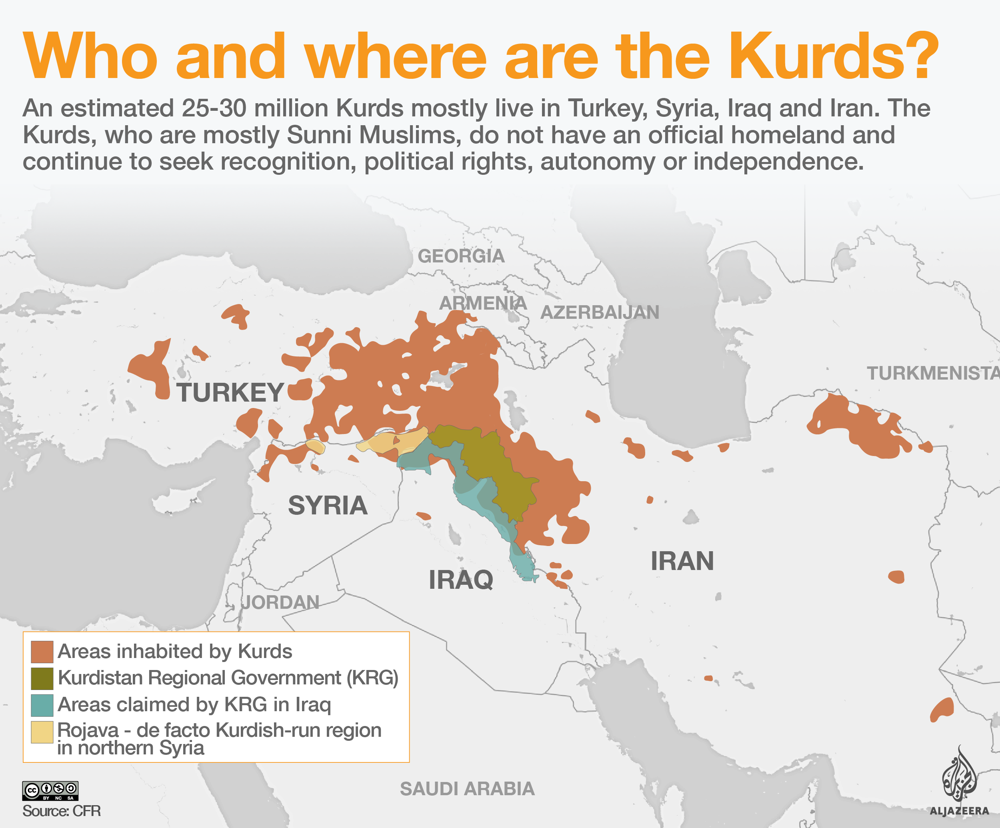 Who and where are the Kurds?
An estimated 25-30 million Kurds mostly live in Turkey, Syria, Iraq and Iran. The
Kurds, who are mostly Sunni Muslims, do not have an official homeland and
continue to seek recognition, political rights, autonomy or independence.
GEORGIA
ARMENIA
AZERBAIJAN
TURKMENISTA
TURKEY
SYRIA
IRAN
IRAQ
JORDAN
Areas inhabited by Kurds
Kurdistan Regional Government (KRG)
Areas claimed by KRG in Iraq
Rojava - de facto Kurdish-run region
in northern Syria
SAUDI ARABIA
cc
BY NC SA
Source: CFR
الجزيرة
ALJAZEERA